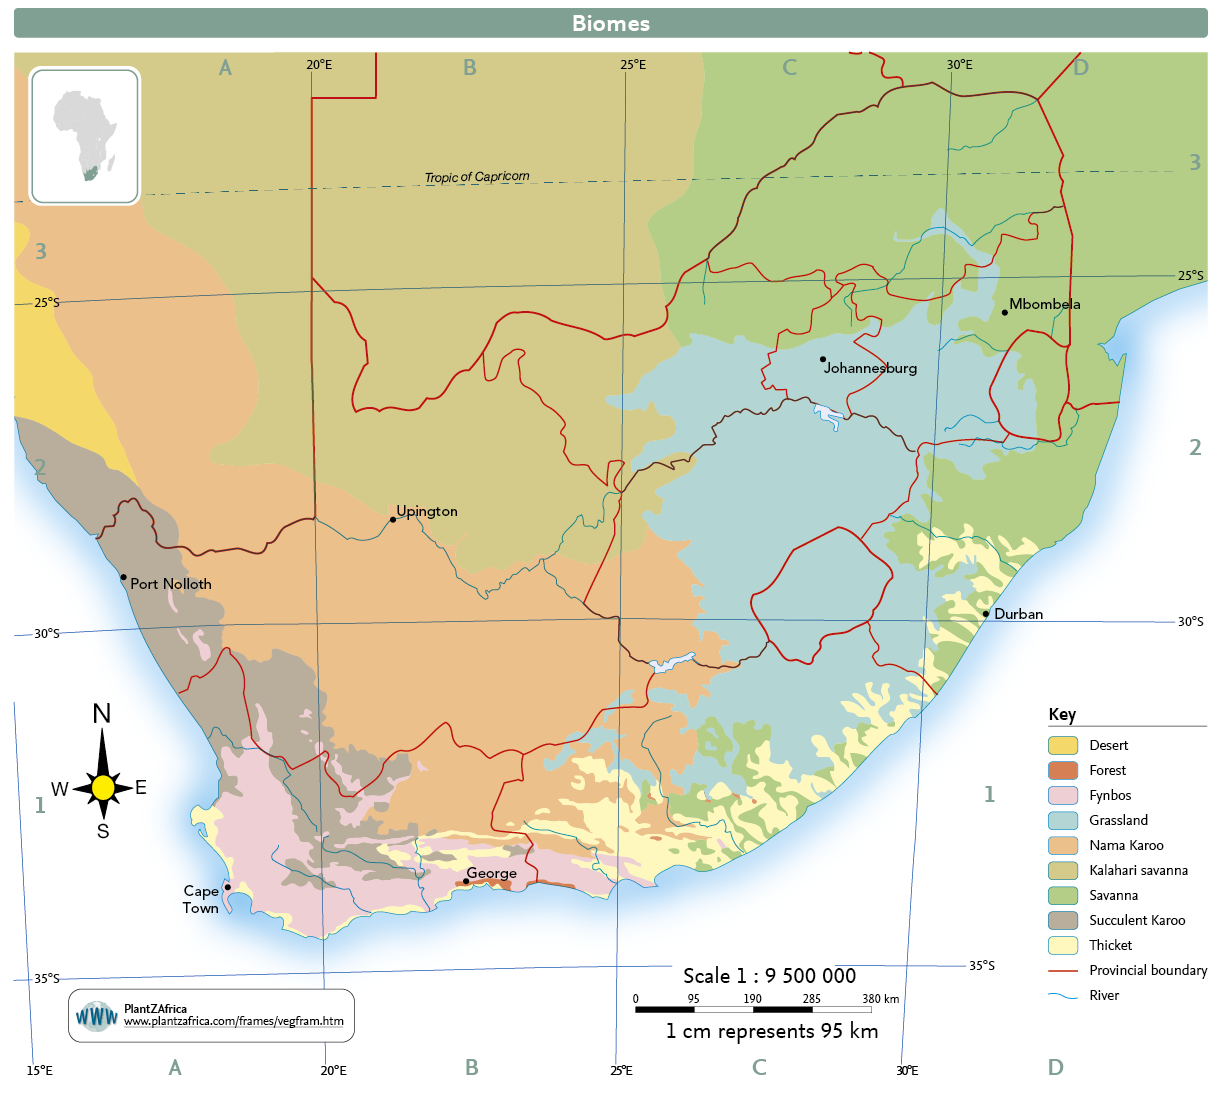 Biomes
A
20°E
B
25°E
C
30°E
D
Tropic of Capricorn
3
3
25°S
25°S
Mbombela
Johannesburg
2
2
Upington
Port Nolloth
Durban
30°S
30°S
N
W
E
S
1
1
George
Cape
Town
Key
Desert
Forest
Fynbos
Grassland
Nama Karoo
Kalahari savanna
Savanna
Succulent Karoo
Thicket
Provincial boundary
River
35°S
35°S
Scale 1 : 9 500 000
0 95 190 285 380 km
1 cm represents 95 km
WWW
PlantZAfrica
www.plantzafrica.com/frames/vegfram.htm
15°E
A
20°E
B
25°E
C
30°E
D